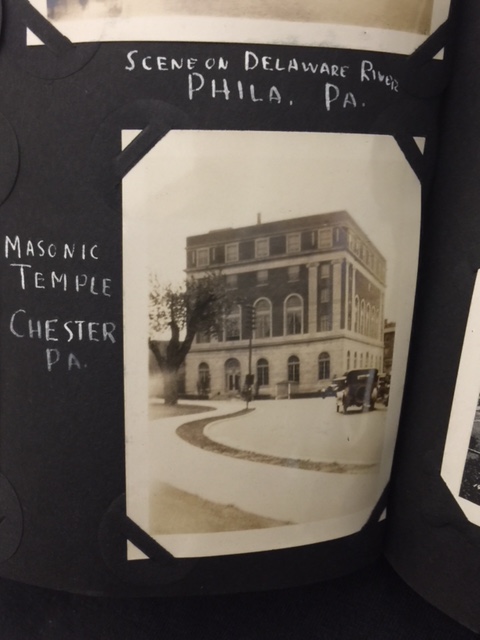 SCENE ON DELAWARE RIVER
PHILA. PA.
MASONIC
TEMPLE
CHESTER
PA.